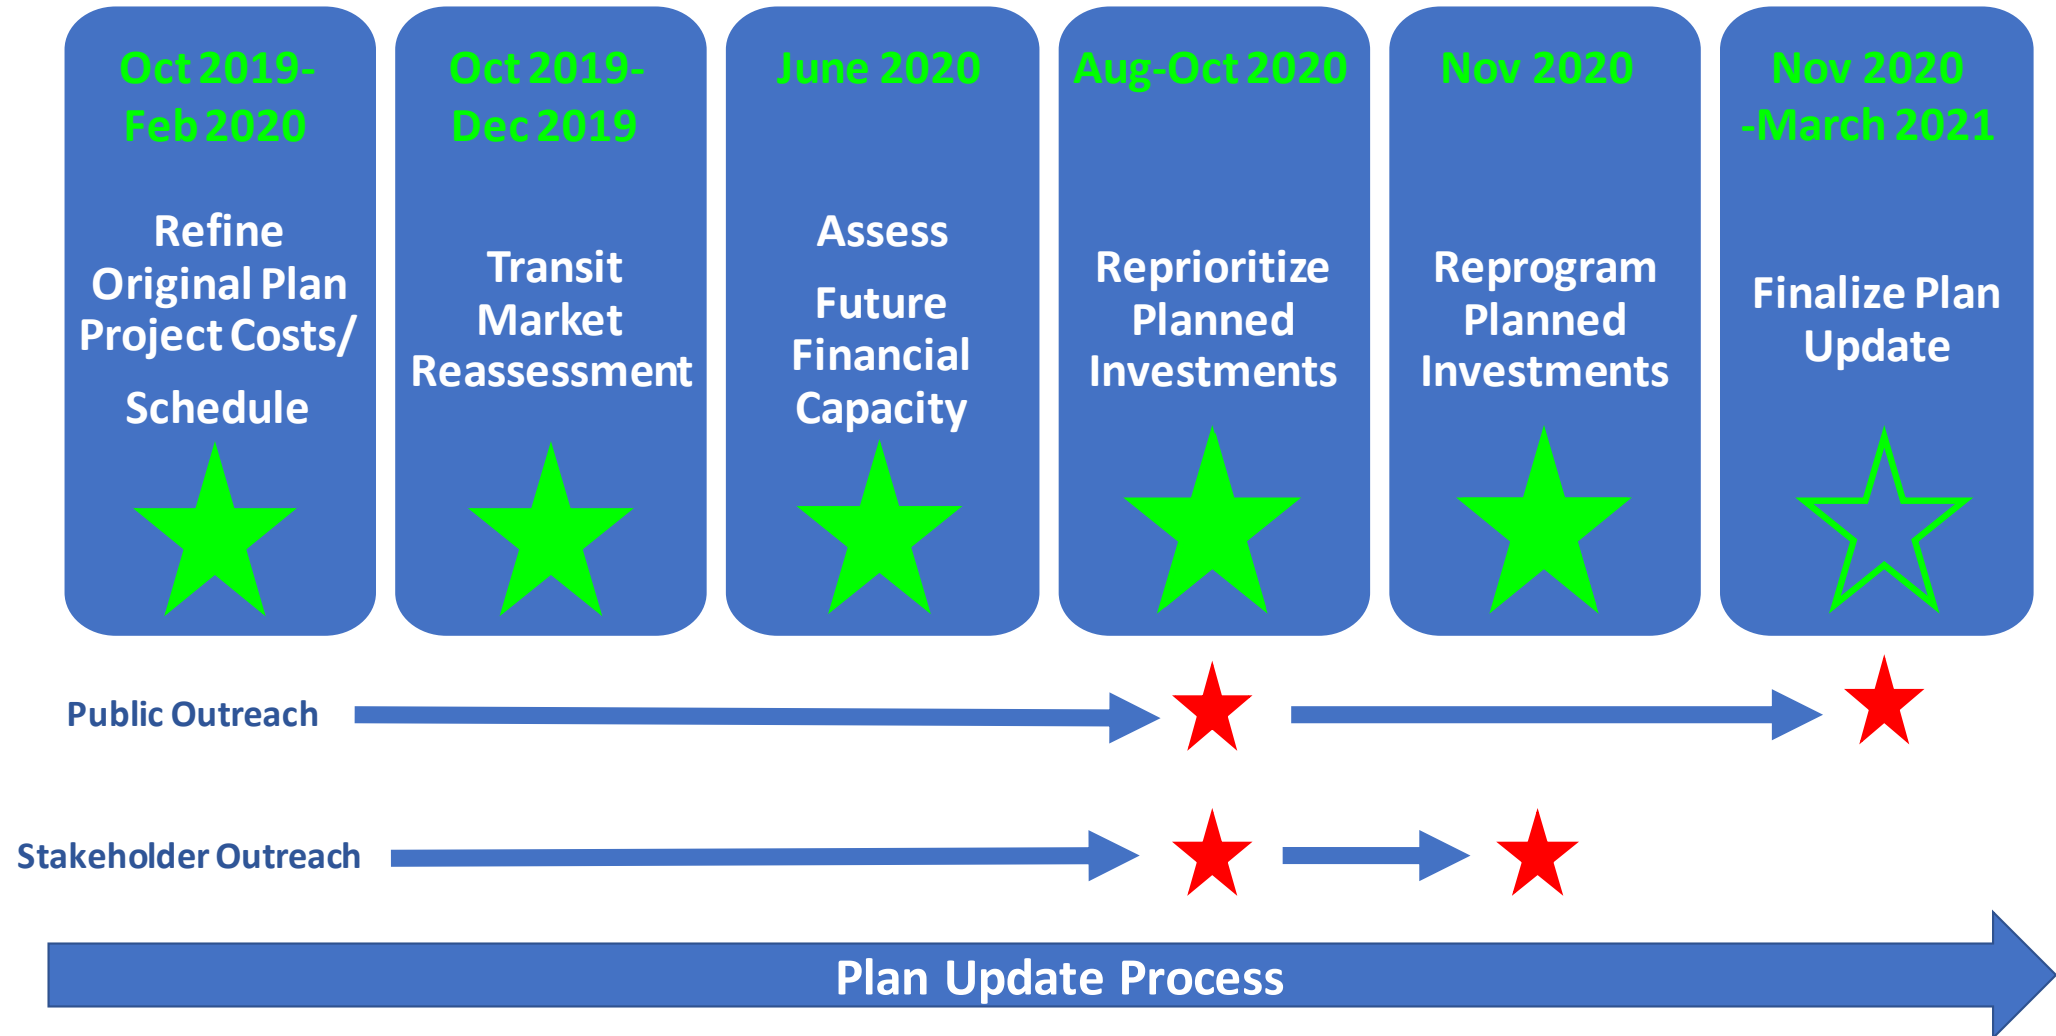 Oct 2019-
Feb 2020
Refine
Original Plan
Project Costs/
Schedule
Oct 2019-
Dec 2019
Transit
Market
Reassessment
June 2020
Assess
Future
Financial
Capacity
Aug-Oct 2020
Reprioritize
Planned
Investments
Nov 2020
Reprogram
Planned
Investments
Nov 2020
-March 2021
Finalize Plan
Update
Public Outreach
Stakeholder Outreach
Plan Update Process